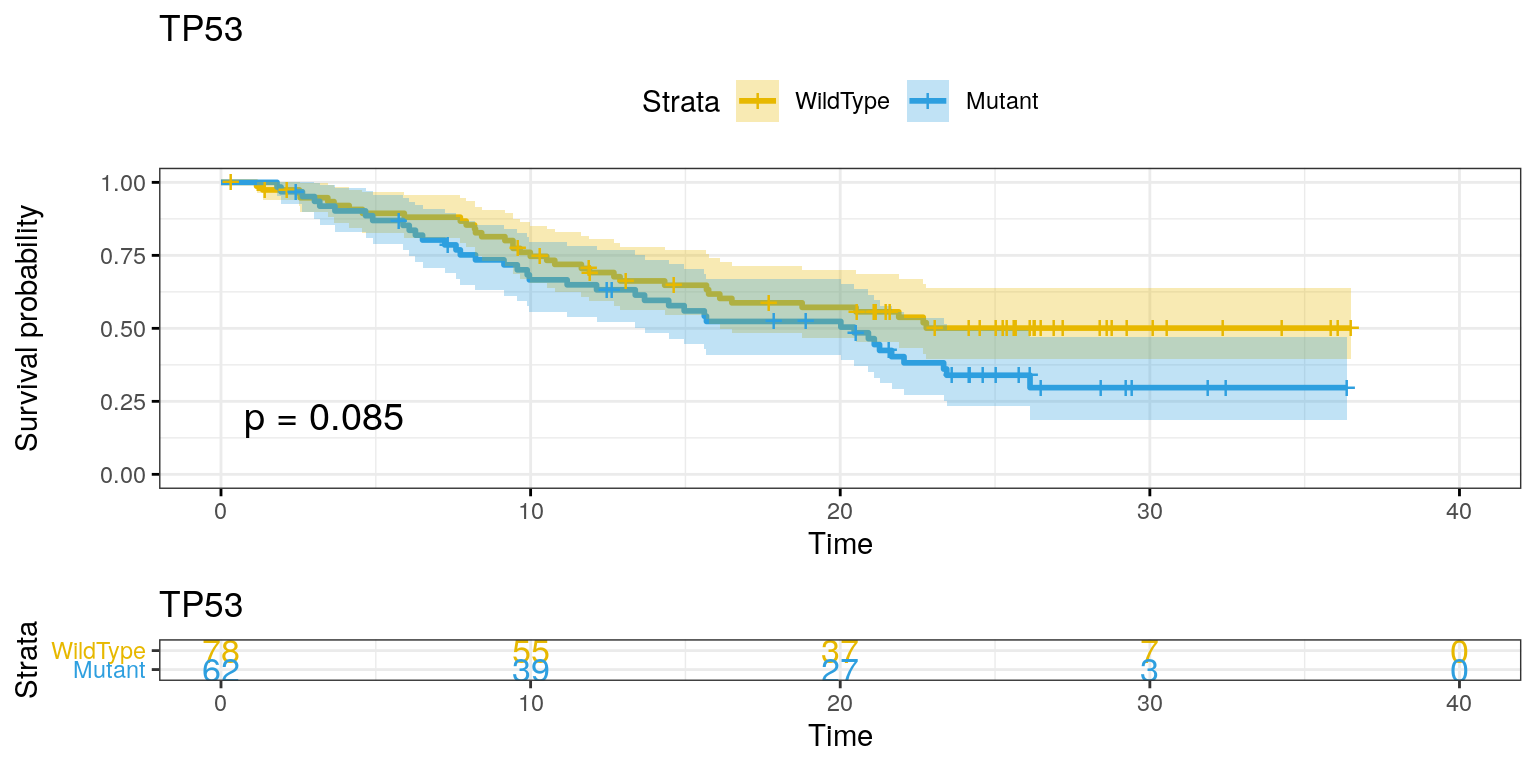 TP53
Strata WildType Mutant
1.00
0.75
0.50
0.25
0.00
Survival probability
p = 0.085
0 10 20 30 40
Time
TP53
Strata
WildType 78 55 37 7 0
Mutant 62 39 27 3 0
0 10 20 30 40
Time